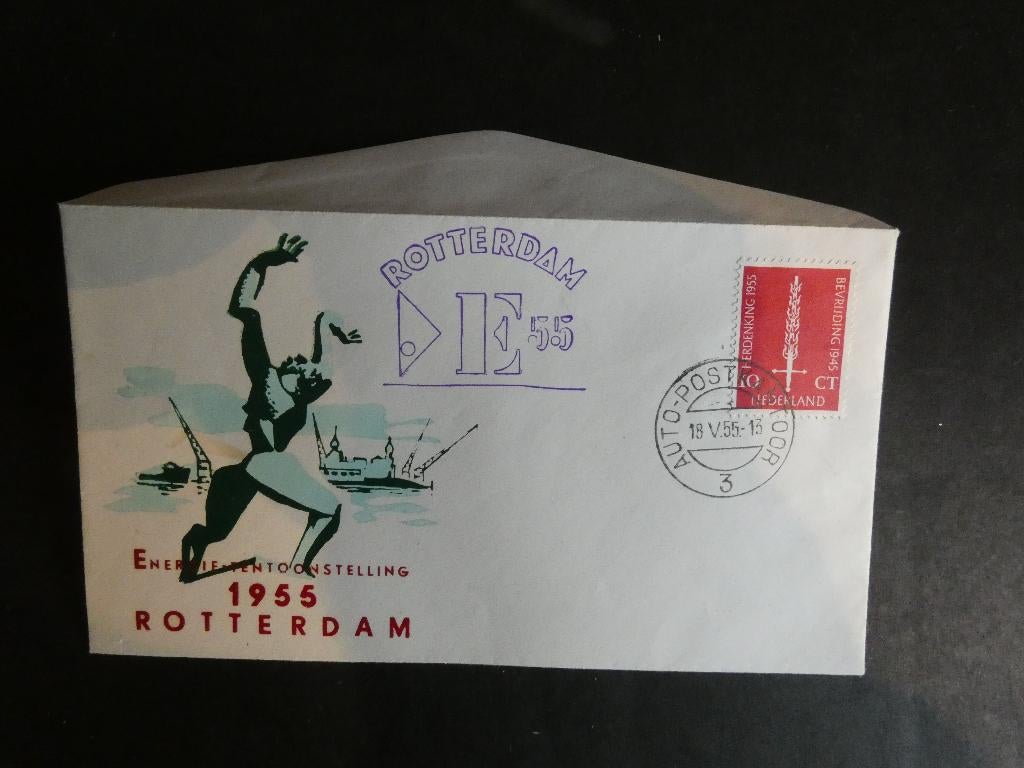 ROTTERDAM
E55
HERDENKING 1955
BEVRIJDING 1945
10 CT
NEDERLAND
AUTO-POSTKANTOOR
18 V.55.-13
3
ENERGIE-TENTOONSTELLING
1955
ROTTERDAM